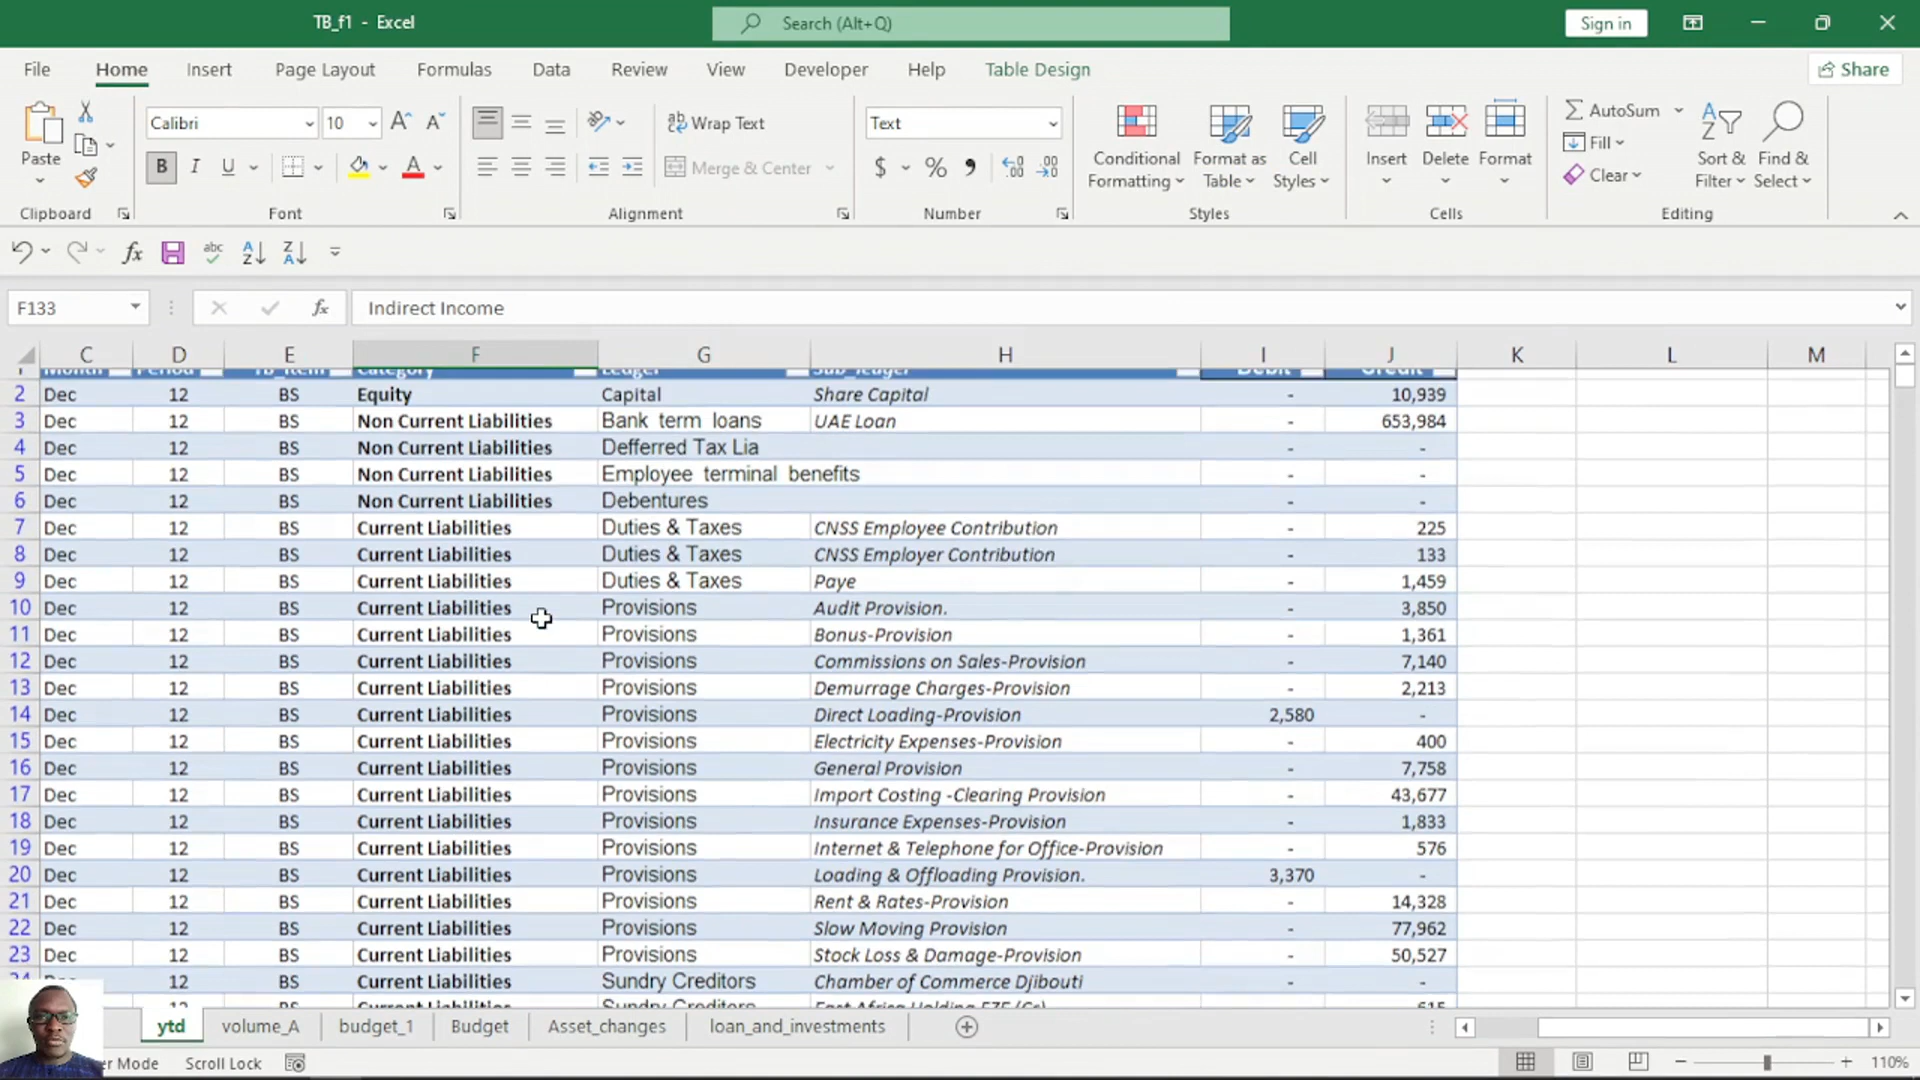 TB_f1 - Excel
Search (Alt+Q)
Sign in
File Home Insert Page Layout Formulas Data Review View Developer Help Table Design Share
Calibri 10 Wrap Text Text AutoSum
Paste B I U Merge & Center $ % Conditional Formatting Format as Table Cell Styles Insert Delete Format Fill Clear Sort & Filter Find & Select
Clipboard Font Alignment Number Styles Cells Editing
F133 fx Indirect Income
C D E F G H I J K L M
Month Period TB_Item Category Ledger Sub_ledger Debit Credit
2 Dec 12 BS Equity Capital Share Capital - 10,939
3 Dec 12 BS Non Current Liabilities Bank term loans UAE Loan - 653,984
4 Dec 12 BS Non Current Liabilities Defferred Tax Lia - -
5 Dec 12 BS Non Current Liabilities Employee terminal benefits - -
6 Dec 12 BS Non Current Liabilities Debentures - -
7 Dec 12 BS Current Liabilities Duties & Taxes CNSS Employee Contribution - 225
8 Dec 12 BS Current Liabilities Duties & Taxes CNSS Employer Contribution - 133
9 Dec 12 BS Current Liabilities Duties & Taxes Paye - 1,459
10 Dec 12 BS Current Liabilities Provisions Audit Provision. - 3,850
11 Dec 12 BS Current Liabilities Provisions Bonus-Provision - 1,361
12 Dec 12 BS Current Liabilities Provisions Commissions on Sales-Provision - 7,140
13 Dec 12 BS Current Liabilities Provisions Demurrage Charges-Provision - 2,213
14 Dec 12 BS Current Liabilities Provisions Direct Loading-Provision 2,580 -
15 Dec 12 BS Current Liabilities Provisions Electricity Expenses-Provision - 400
16 Dec 12 BS Current Liabilities Provisions General Provision - 7,758
17 Dec 12 BS Current Liabilities Provisions Import Costing -Clearing Provision - 43,677
18 Dec 12 BS Current Liabilities Provisions Insurance Expenses-Provision - 1,833
19 Dec 12 BS Current Liabilities Provisions Internet & Telephone for Office-Provision - 576
20 Dec 12 BS Current Liabilities Provisions Loading & Offloading Provision. 3,370 -
21 Dec 12 BS Current Liabilities Provisions Rent & Rates-Provision - 14,328
22 Dec 12 BS Current Liabilities Provisions Slow Moving Provision - 77,962
23 Dec 12 BS Current Liabilities Provisions Stock Loss & Damage-Provision - 50,527
24 Dec 12 BS Current Liabilities Sundry Creditors Chamber of Commerce Djibouti - -
ytd volume_A budget_1 Budget Asset_changes loan_and_investments
Mode Scroll Lock 110%